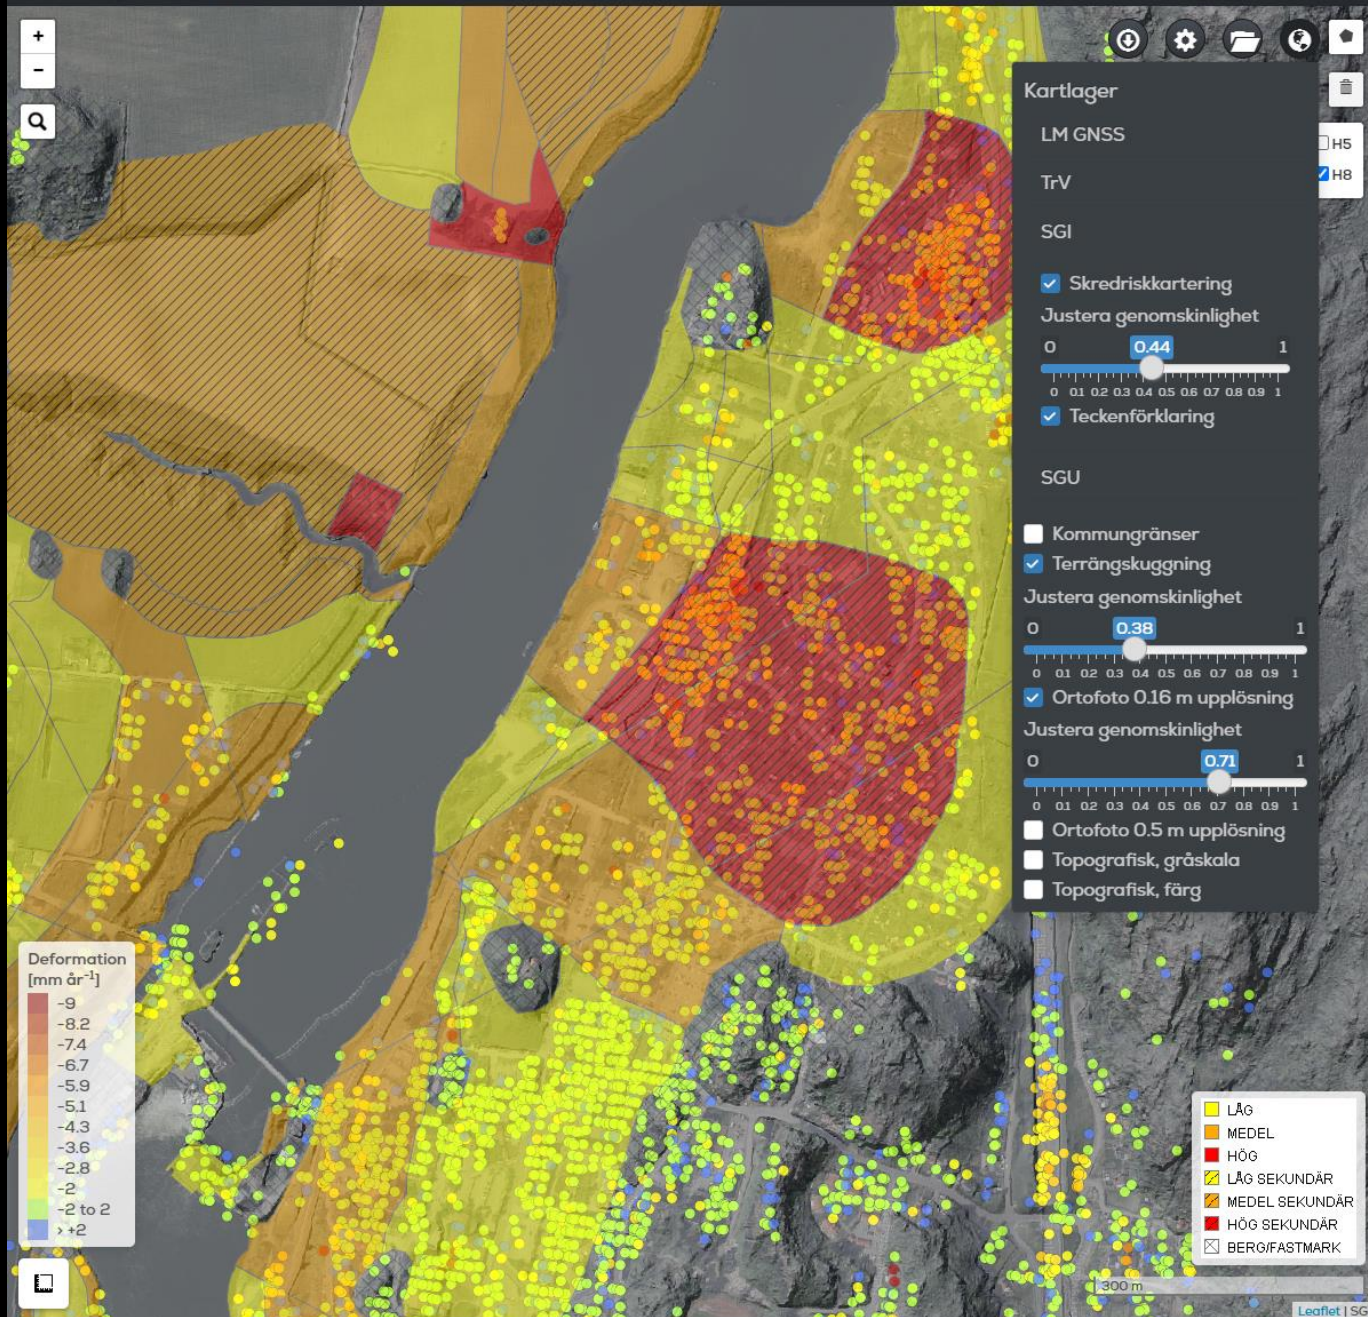 +
−
Kartlager
LM GNSS
TrV
SGI
Skredriskkartering
Justera genomskinlighet
0 0.44 1
0 0.1 0.2 0.3 0.4 0.5 0.6 0.7 0.8 0.9 1
Teckenförklaring
SGU
Kommungränser
Terrängskuggning
Justera genomskinlighet
0 0.38 1
0 0.1 0.2 0.3 0.4 0.5 0.6 0.7 0.8 0.9 1
Ortofoto 0.16 m upplösning
Justera genomskinlighet
0 0.71 1
0 0.1 0.2 0.3 0.4 0.5 0.6 0.7 0.8 0.9 1
Ortofoto 0.5 m upplösning
Topografisk, gråskala
Topografisk, färg
H5
H8
Deformation
[mm år⁻¹]
-9
-8.2
-7.4
-6.7
-5.9
-5.1
-4.3
-3.6
-2.8
-2
-2 to 2
> +2
LÅG
MEDEL
HÖG
LÅG SEKUNDÄR
MEDEL SEKUNDÄR
HÖG SEKUNDÄR
BERG/FASTMARK
300 m
Leaflet | SG